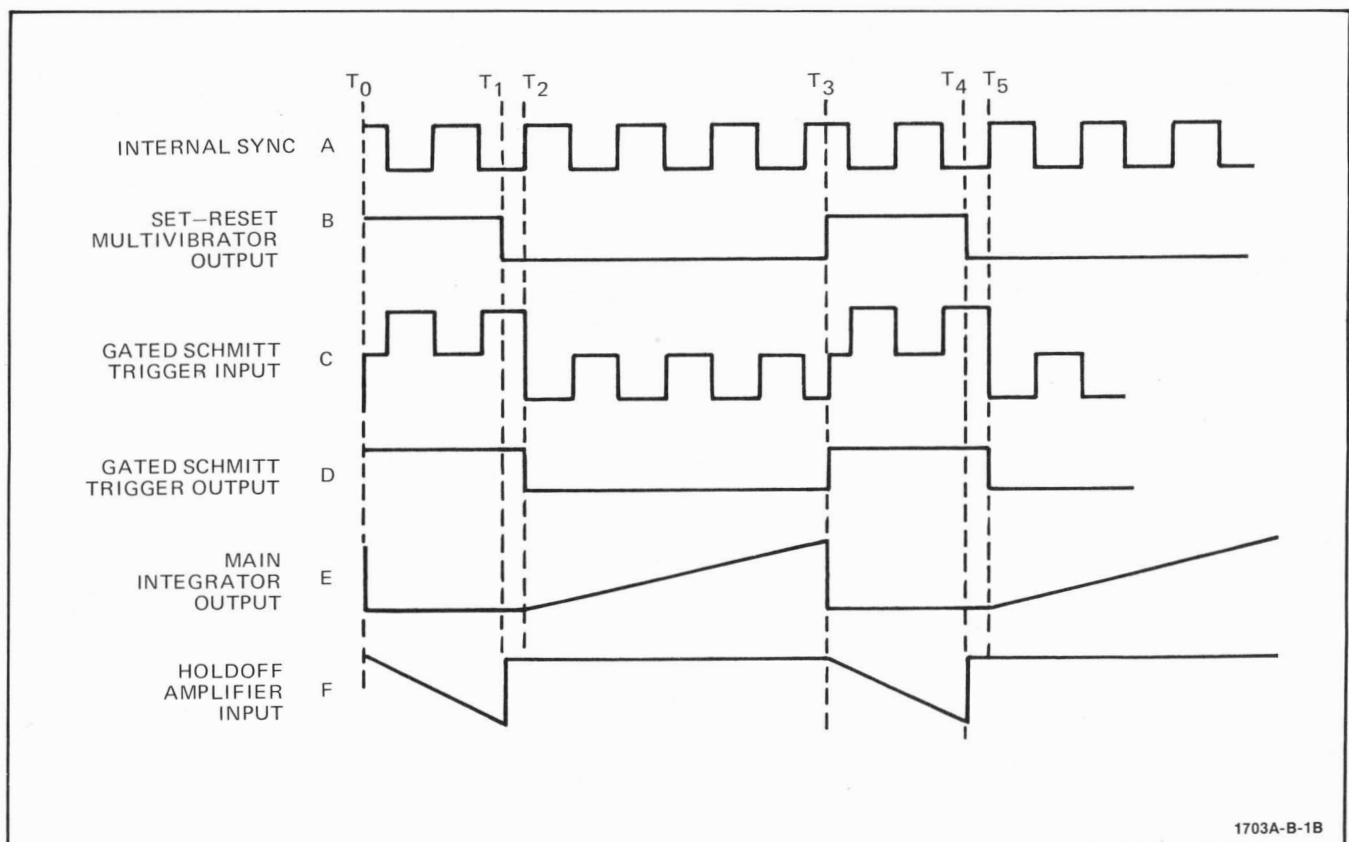 T0 T1 T2 T3 T4 T5
INTERNAL SYNC A
SET–RESET
MULTIVIBRATOR
OUTPUT
B
GATED SCHMITT
TRIGGER INPUT
C
GATED SCHMITT
TRIGGER OUTPUT
D
MAIN
INTEGRATOR
OUTPUT
E
HOLDOFF
AMPLIFIER
INPUT
F
1703A-B-1B